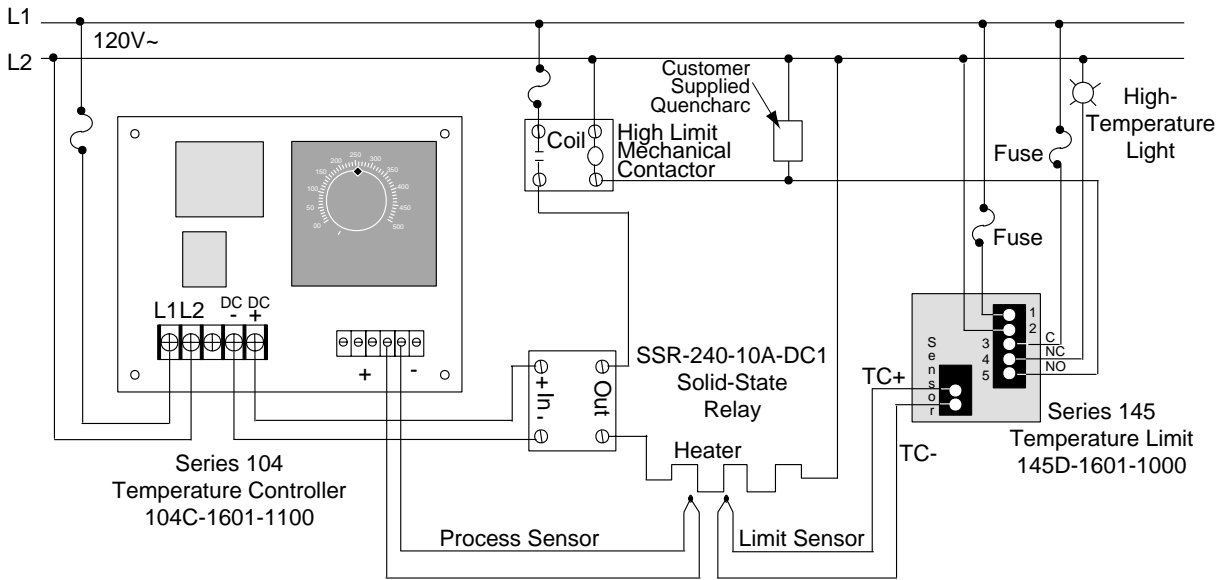 L1
120V~
L2
Customer
Supplied
Quencharc
High-
Temperature
Light
Coil
High Limit
Mechanical
Contactor
Fuse
Fuse
00
50
100
150
200
250
300
350
400
450
500
L1 L2
DC
-
DC
+
+
-
+ In -
Out
SSR-240-10A-DC1
Solid-State
Relay
Sensor
1
2
3
4
5
C
NC
NO
TC+
TC-
Series 145
Temperature Limit
145D-1601-1000
Heater
Series 104
Temperature Controller
104C-1601-1100
Process Sensor
Limit Sensor